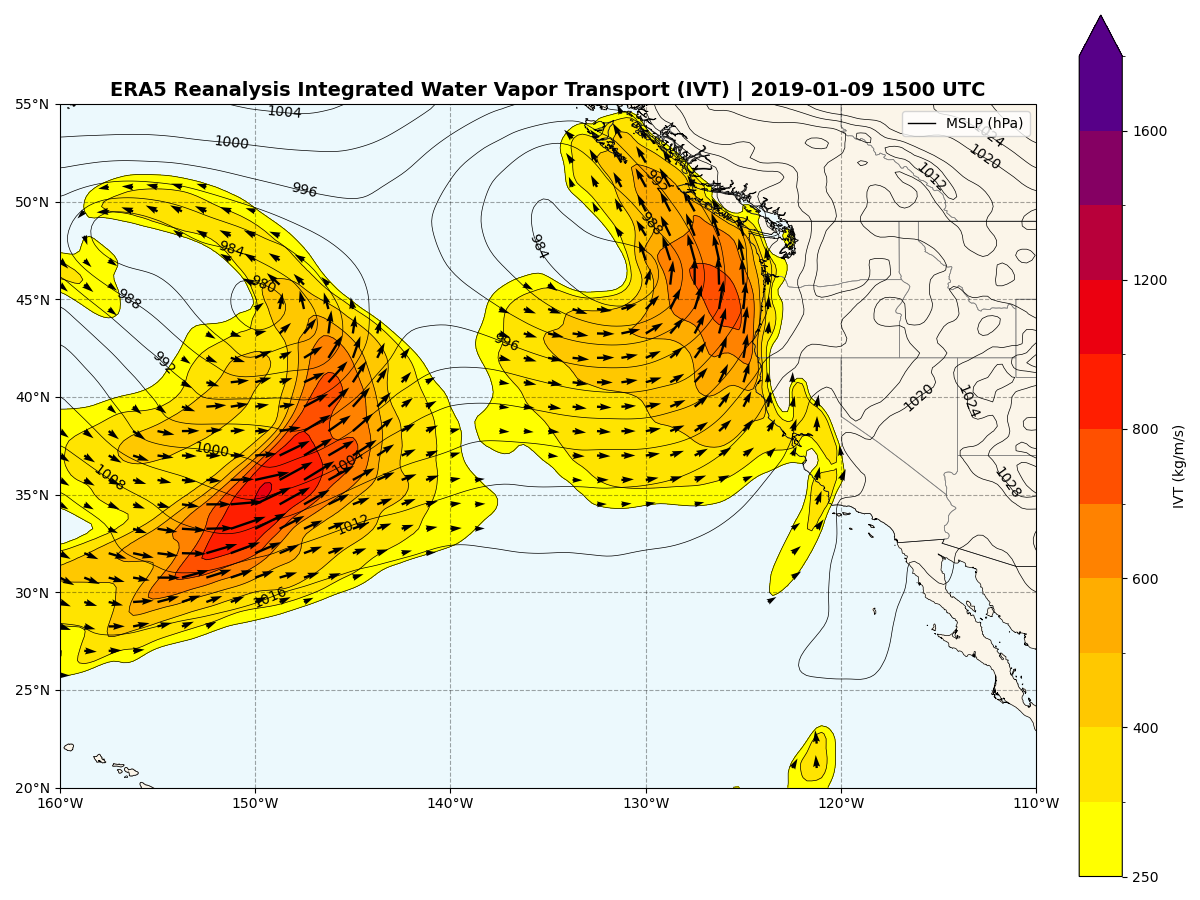 ERA5 Reanalysis Integrated Water Vapor Transport (IVT) | 2019-01-09 1500 UTC
MSLP (hPa)
55°N
50°N
45°N
40°N
35°N
30°N
25°N
20°N
160°W
150°W
140°W
130°W
120°W
110°W
1004
1000
996
984
980
988
992
1000
1008
1004
1012
1016
984
996
992
988
1024
1020
1012
1020
1024
1028
1600
1200
800
600
400
250
IVT (kg/m/s)